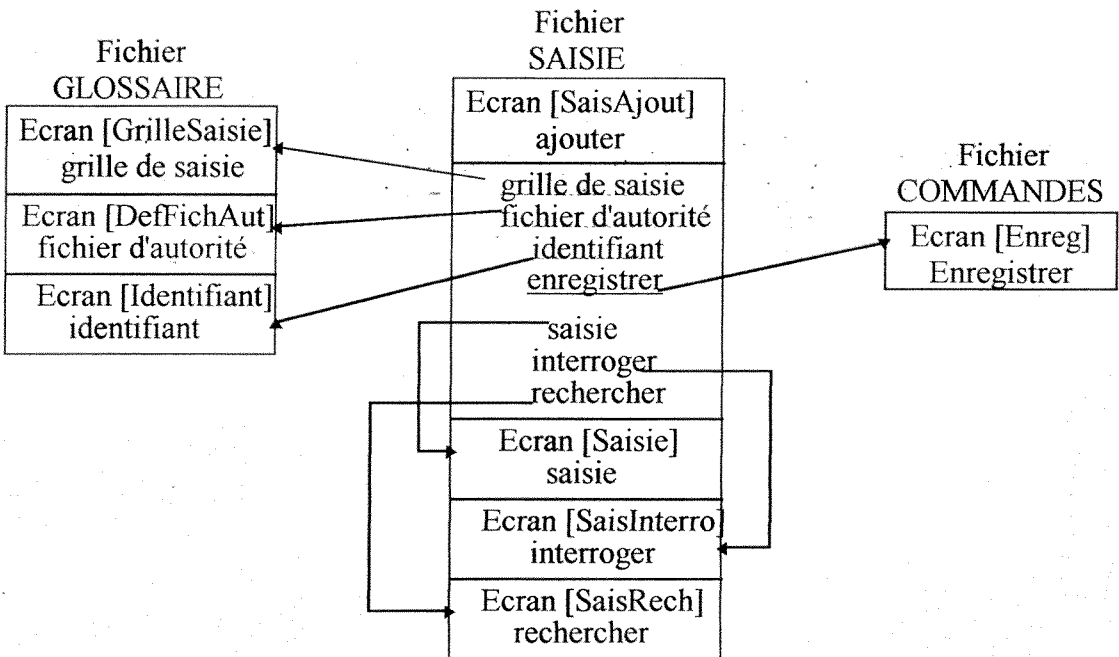 Fichier
GLOSSAIRE
Ecran [GrilleSaisie]
grille de saisie
Ecran [DefFichAut]
fichier d'autorité
Ecran [Identifiant]
identifiant
Fichier
SAISIE
Ecran [SaisAjout]
ajouter
grille de saisie
fichier d'autorité
identifiant
enregistrer
saisie
interroger
rechercher
Ecran [Saisie]
saisie
Ecran [SaisInterro]
interroger
Ecran [SaisRech]
rechercher
Fichier
COMMANDES
Ecran [Enreg]
Enregistrer